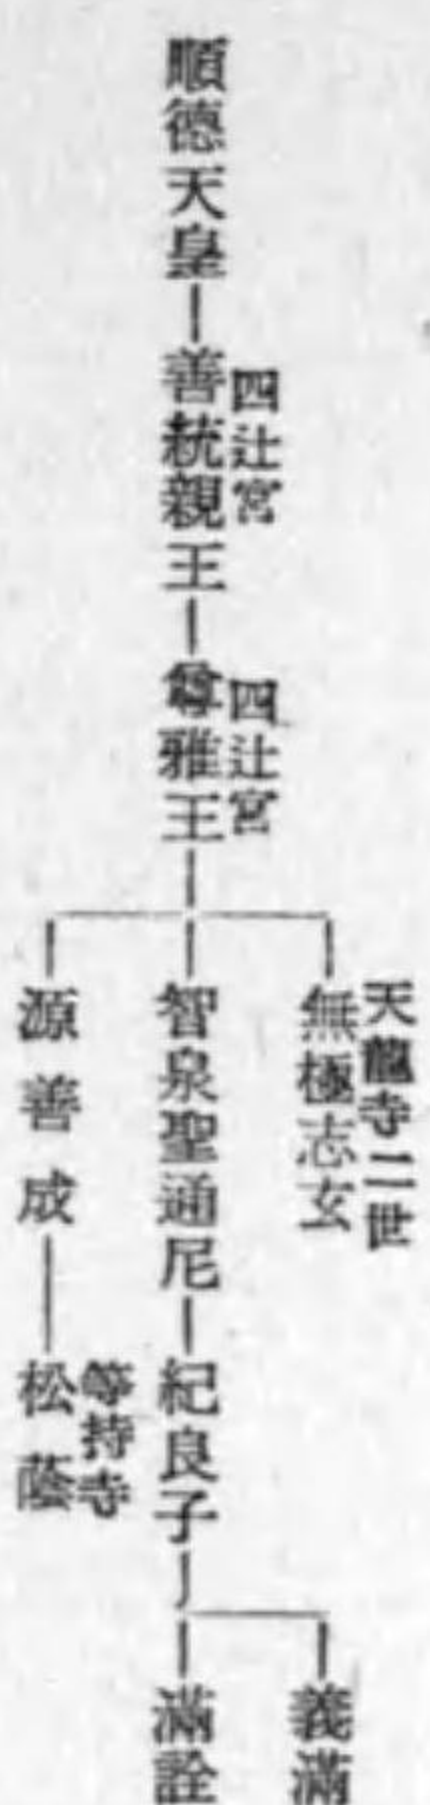 順德天皇
四辻宮
善統親王
四辻宮
尊雅王
天龍寺二世
無極志玄
智泉聖通尼
紀良子
義滿
滿詮
源善成
等持寺
松蔭